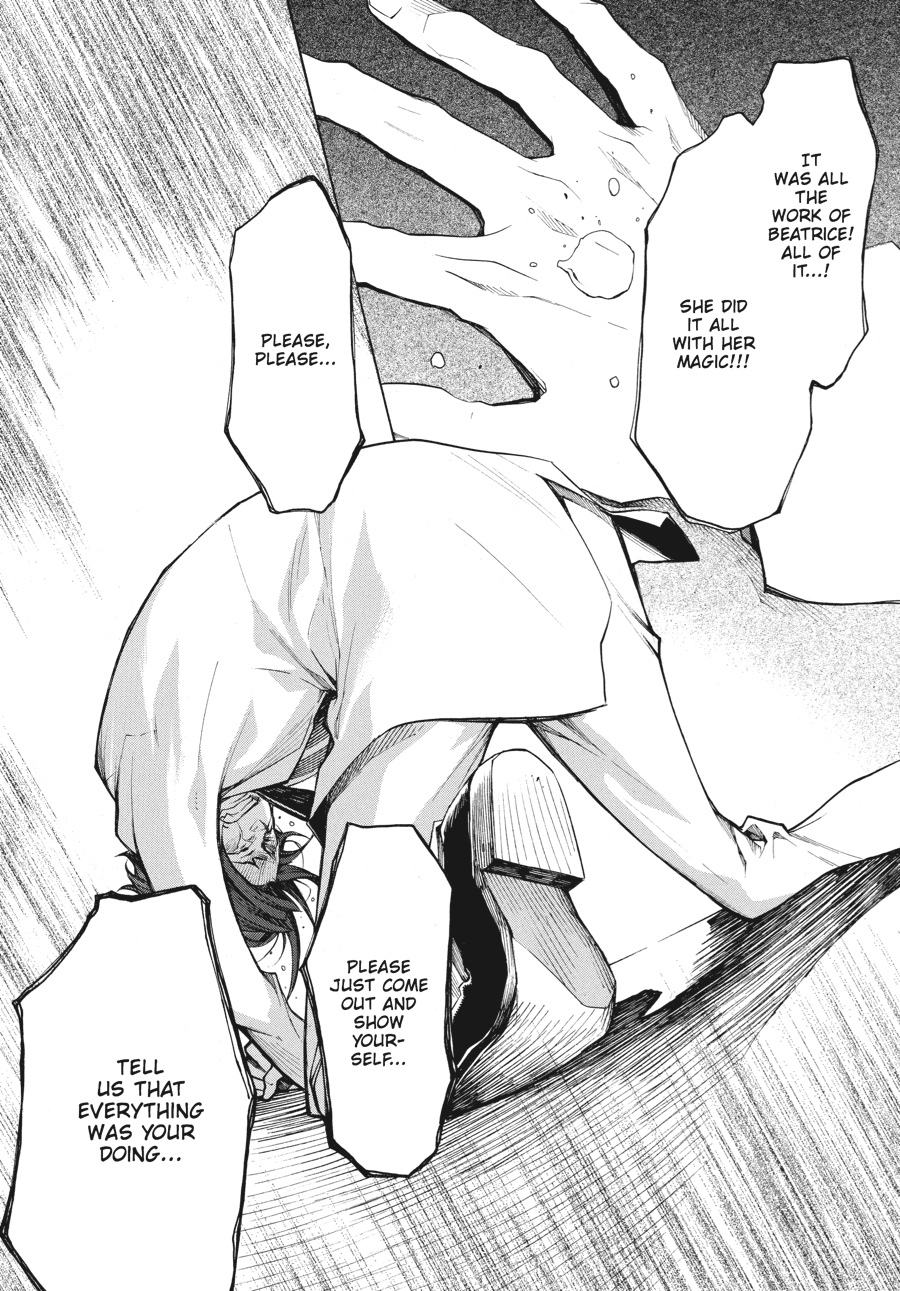 IT
WAS ALL
THE
WORK OF
BEATRICE!
ALL OF
IT...!
SHE DID
IT ALL
WITH HER
MAGIC!!!
PLEASE,
PLEASE...
PLEASE
JUST COME
OUT AND
SHOW
YOUR-
SELF...
TELL
US THAT
EVERYTHING
WAS YOUR
DOING...